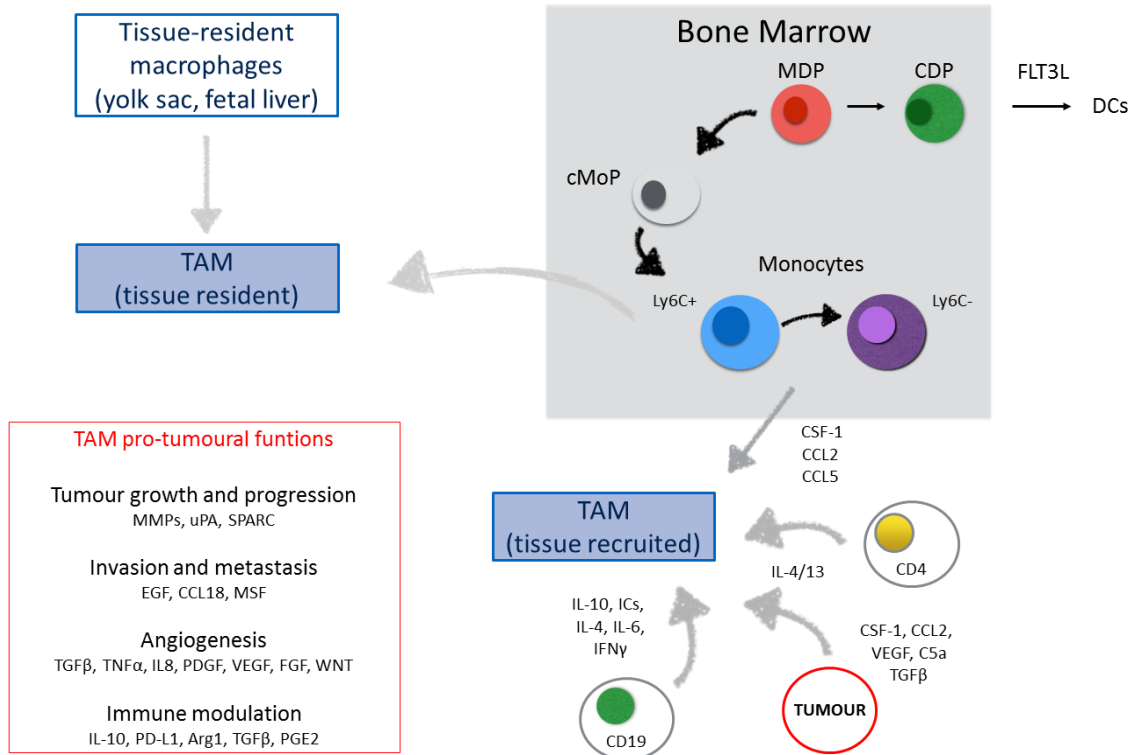 Tissue-resident
macrophages
(yolk sac, fetal liver)
TAM
(tissue resident)
Bone Marrow
MDP
CDP
FLT3L
DCs
cMoP
Monocytes
Ly6C+
Ly6C-
CSF-1
CCL2
CCL5
TAM
(tissue recruited)
CD4
IL-4/13
IL-10, ICs,
IL-4, IL-6,
IFNγ
CD19
CSF-1, CCL2,
VEGF, C5a
TGFβ
TUMOUR
TAM pro-tumoural funtions
Tumour growth and progression
MMPs, uPA, SPARC
Invasion and metastasis
EGF, CCL18, MSF
Angiogenesis
TGFβ, TNFα, IL8, PDGF, VEGF, FGF, WNT
Immune modulation
IL-10, PD-L1, Arg1, TGFβ, PGE2